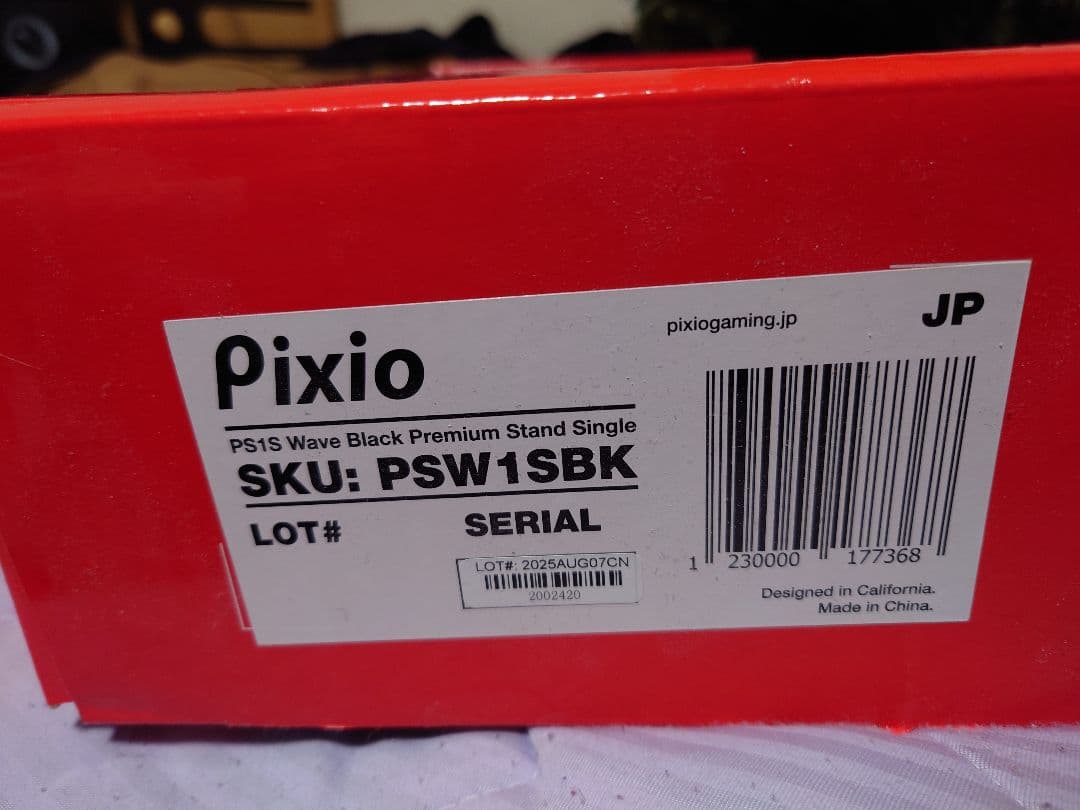 Pixio
pixiogaming.jp
JP
PS1S Wave Black Premium Stand Single
SKU: PSW1SBK
LOT#
SERIAL
LOT#: 2025AUG07CN
2002420
1 230000 177368
Designed in California.
Made in China.